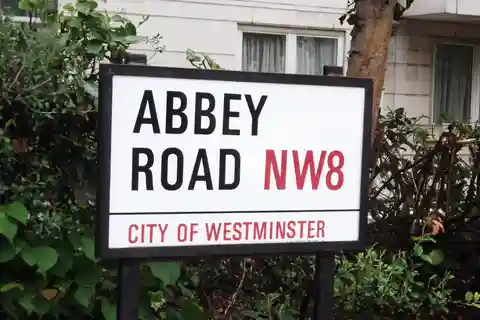 ABBEY
ROAD NW8
CITY OF WESTMINSTER